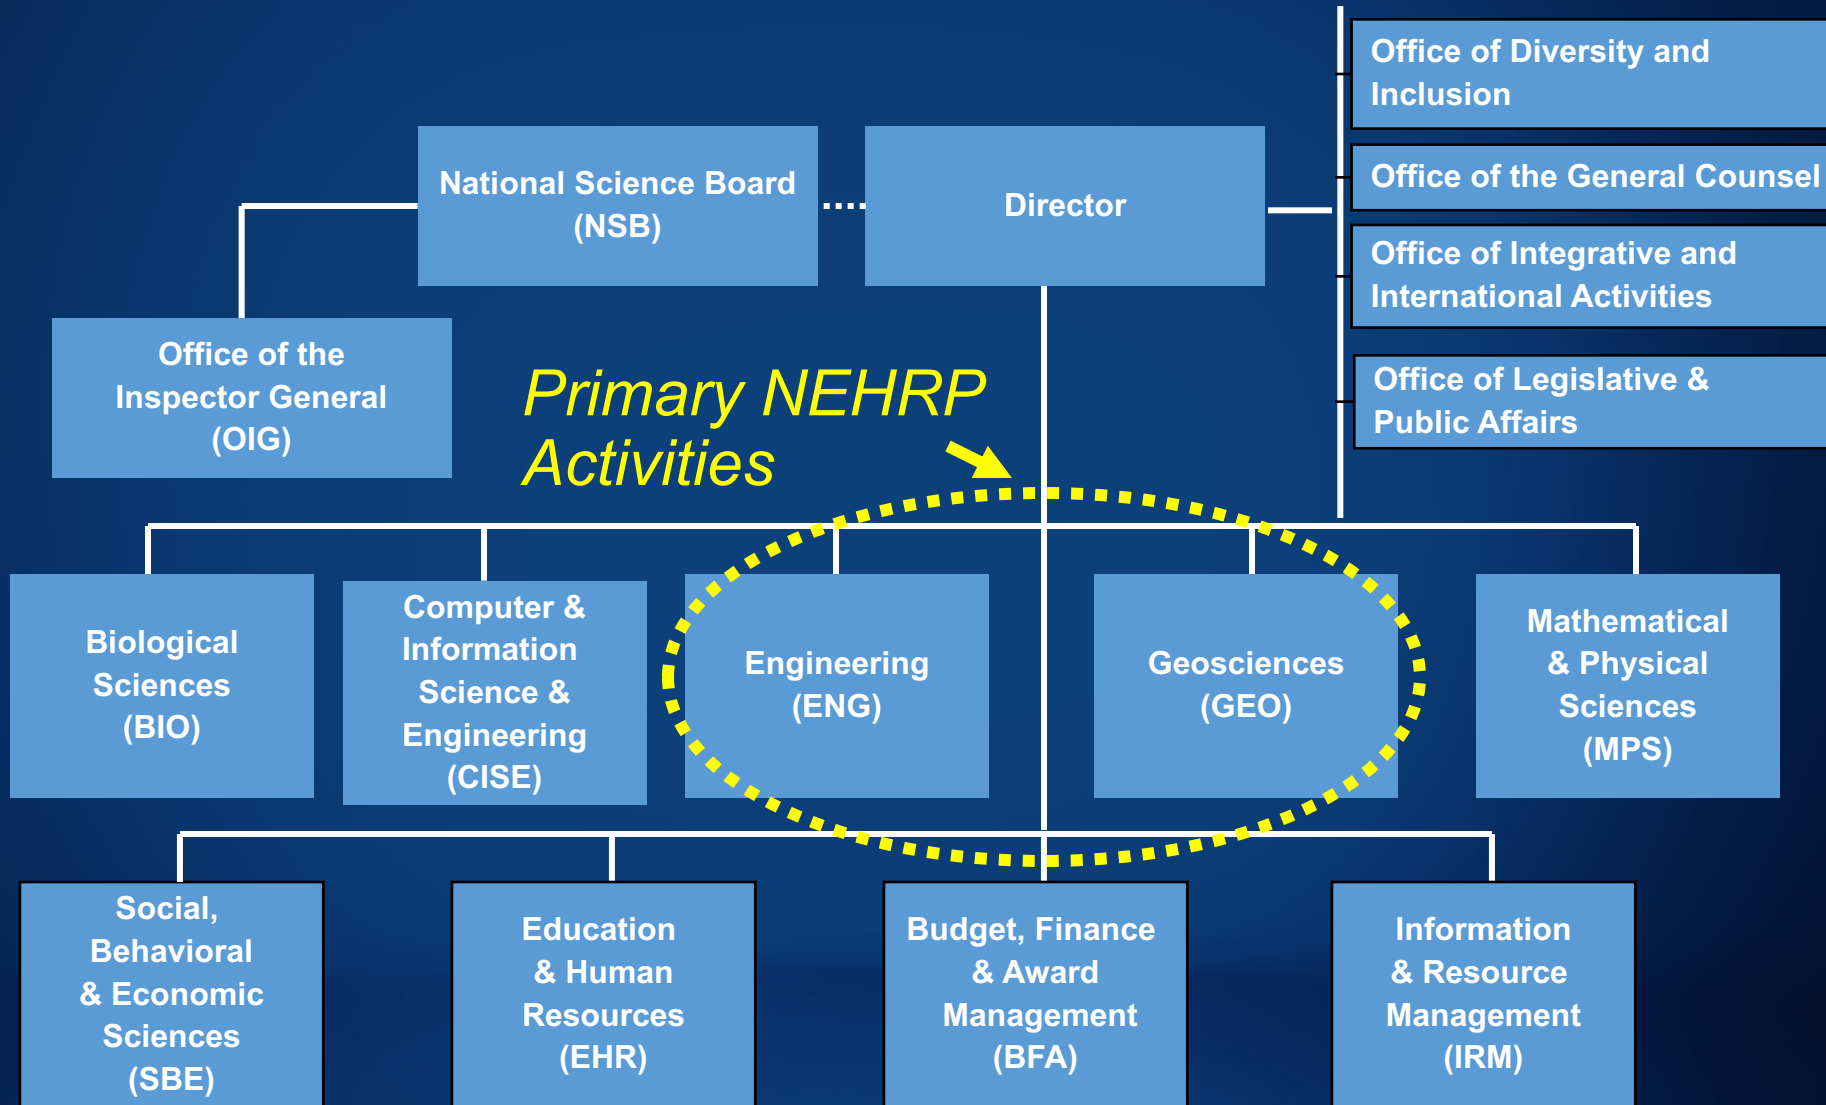 Office of Diversity and
Inclusion
National Science Board
(NSB)
Director
Office of the General Counsel
Office of Integrative and
International Activities
Office of the
Inspector General
(OIG)
Primary NEHRP
Activities
Office of Legislative &
Public Affairs
Biological
Sciences
(BIO)
Computer &
Information
Science &
Engineering
(CISE)
Engineering
(ENG)
Geosciences
(GEO)
Mathematical
& Physical
Sciences
(MPS)
Social,
Behavioral
& Economic
Sciences
(SBE)
Education
& Human
Resources
(EHR)
Budget, Finance
& Award
Management
(BFA)
Information
& Resource
Management
(IRM)